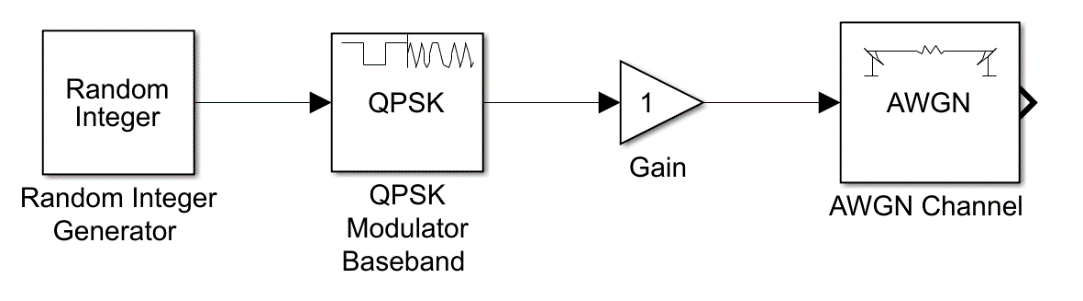 Random
Integer
Random Integer
Generator
QPSK
QPSK
Modulator
Baseband
1
Gain
AWGN
AWGN Channel